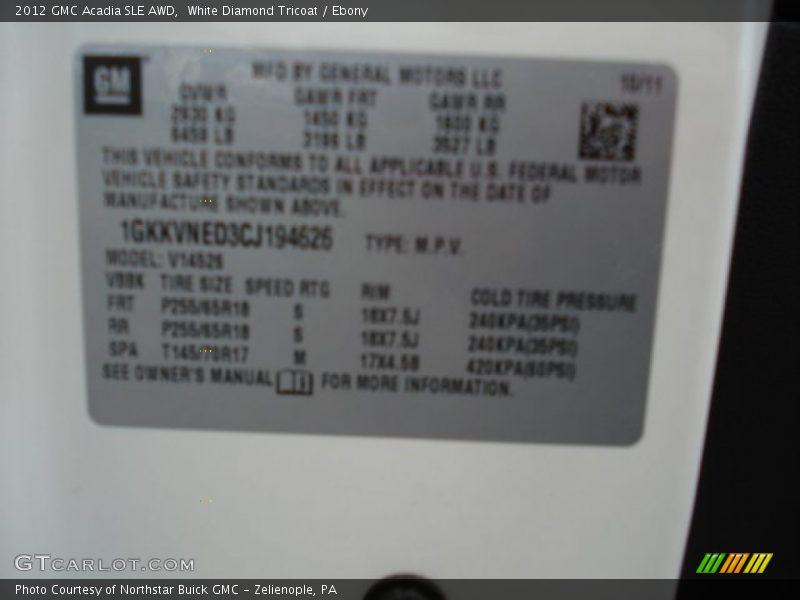 2012 GMC Acadia SLE AWD, White Diamond Tricoat / Ebony
GM
MFD BY GENERAL MOTORS LLC 10/11
GVWR GAWR FRT GAWR RR
2930 KG 1450 KG 1600 KG
6459 LB 3196 LB 3527 LB
THIS VEHICLE CONFORMS TO ALL APPLICABLE U.S. FEDERAL MOTOR
VEHICLE SAFETY STANDARDS IN EFFECT ON THE DATE OF
MANUFACTURE SHOWN ABOVE.
1GKKVNED3CJ194626 TYPE: M.P.V.
MODEL: V14526
TIRE SIZE SPEED RTG RIM COLD TIRE PRESSURE
FRT P255/65R18 S 18X7.5J 240KPA(35PSI)
RR P255/65R18 S 18X7.5J 240KPA(35PSI)
SPA T145/70R17 M 17X4.5B 420KPA(60PSI)
SEE OWNER'S MANUAL FOR MORE INFORMATION.
GTCARLOT.COM
Photo Courtesy of Northstar Buick GMC - Zelienople, PA